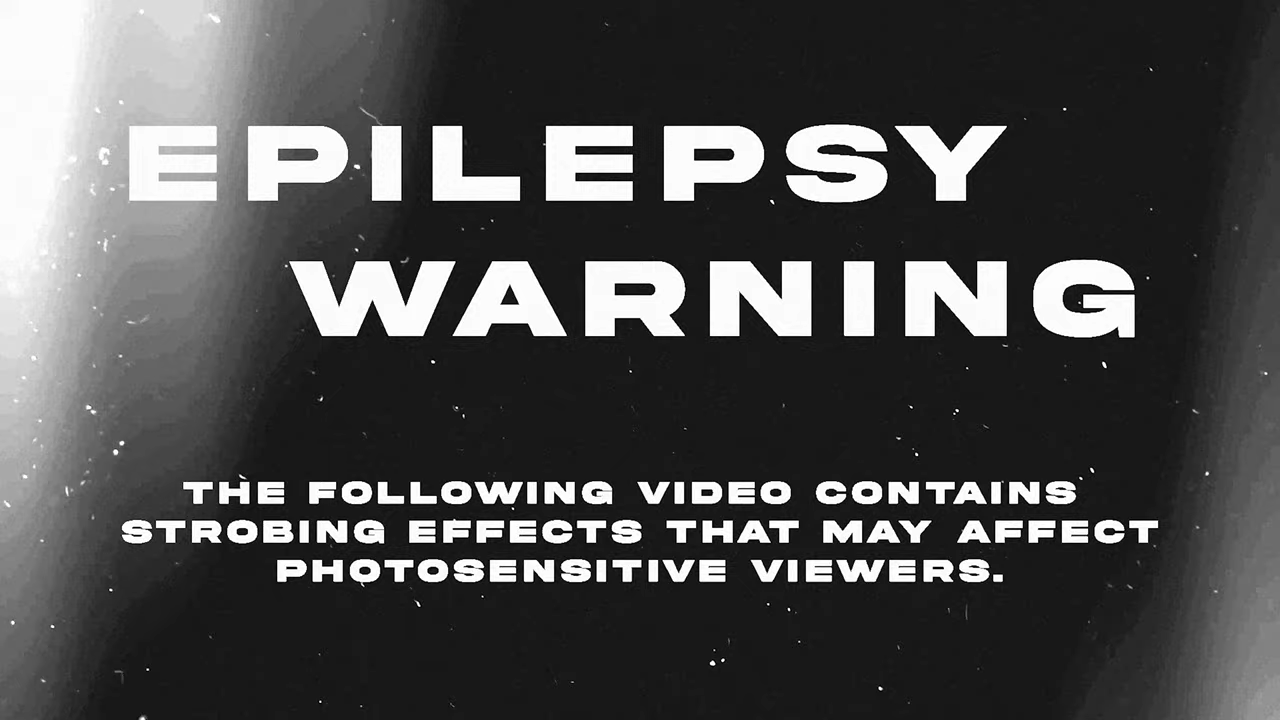 EPILEPSY
WARNING
THE FOLLOWING VIDEO CONTAINS
STROBING EFFECTS THAT MAY AFFECT
PHOTOSENSITIVE VIEWERS.